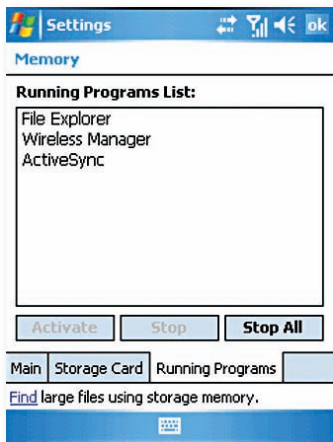 Settings ok
Memory
Running Programs List:
File Explorer
Wireless Manager
ActiveSync
Activate Stop Stop All
Main Storage Card Running Programs
Find large files using storage memory.